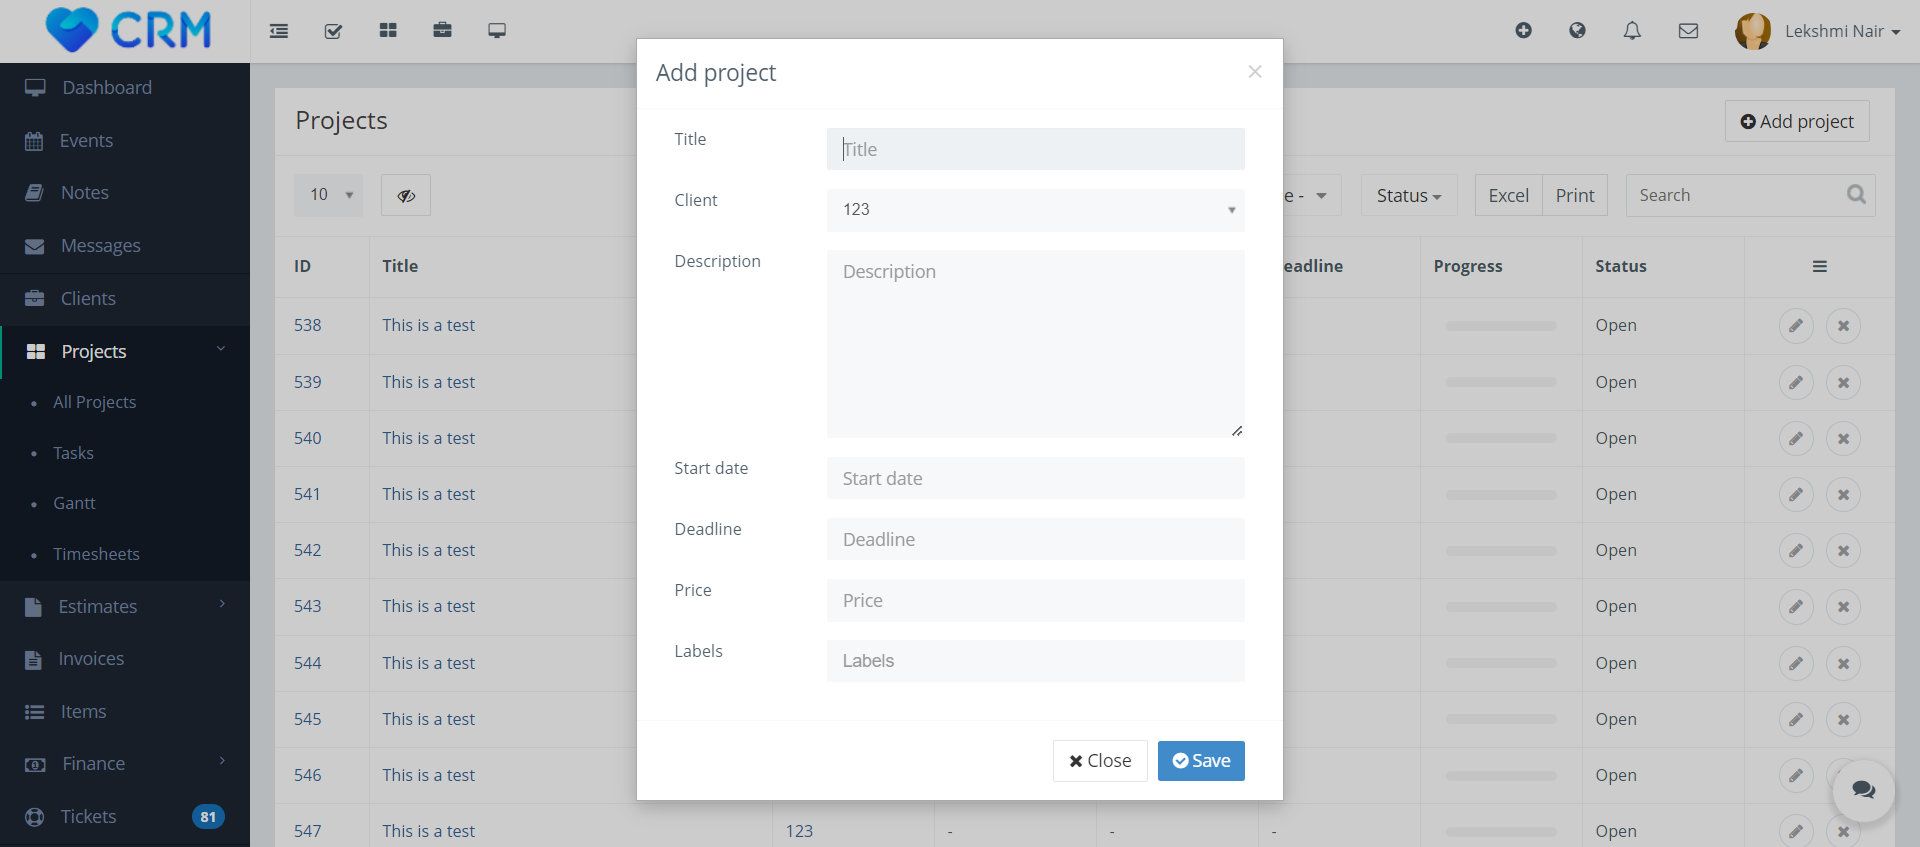 CRM
Lekshmi Nair
Dashboard
Events
Notes
Messages
Clients
Projects
All Projects
Tasks
Gantt
Timesheets
Estimates
Invoices
Items
Finance
Tickets 81
Projects
Add project
10
e -
Status
Excel
Print
Search
ID Title eadline Progress Status
538 This is a test Open
539 This is a test Open
540 This is a test Open
541 This is a test Open
542 This is a test Open
543 This is a test Open
544 This is a test Open
545 This is a test Open
546 This is a test Open
547 This is a test 123 - - - Open
Add project
Title Title
Client 123
Description Description
Start date Start date
Deadline Deadline
Price Price
Labels Labels
Close Save